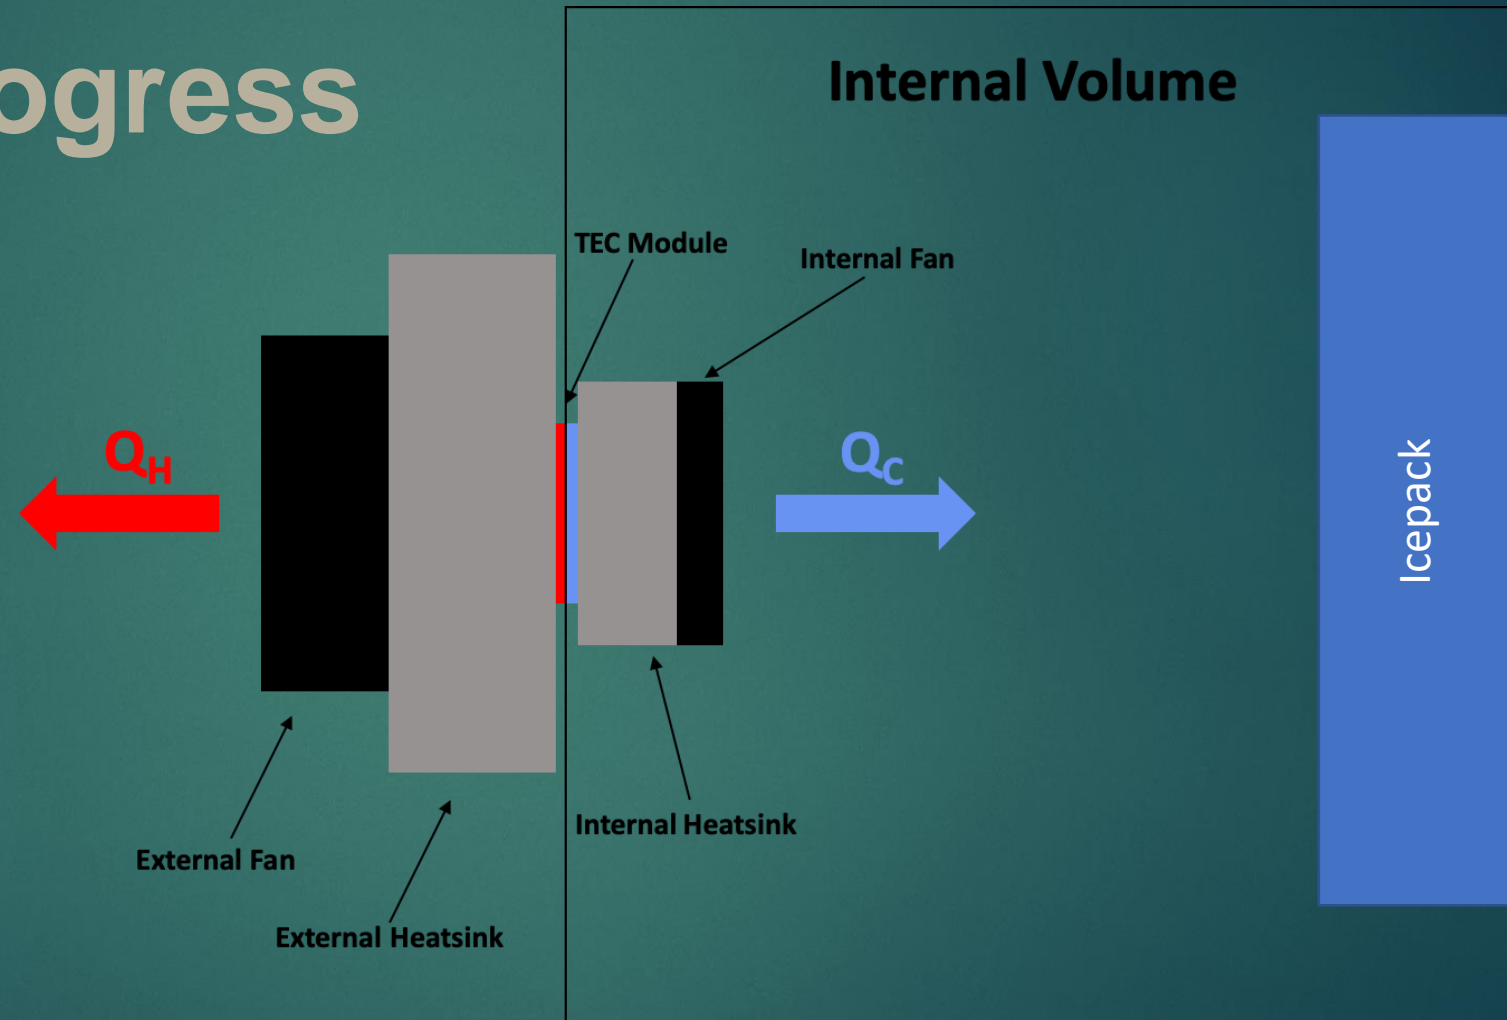 ogress
Internal Volume
TEC Module
Internal Fan
QH
QC
Icepack
Internal Heatsink
External Fan
External Heatsink